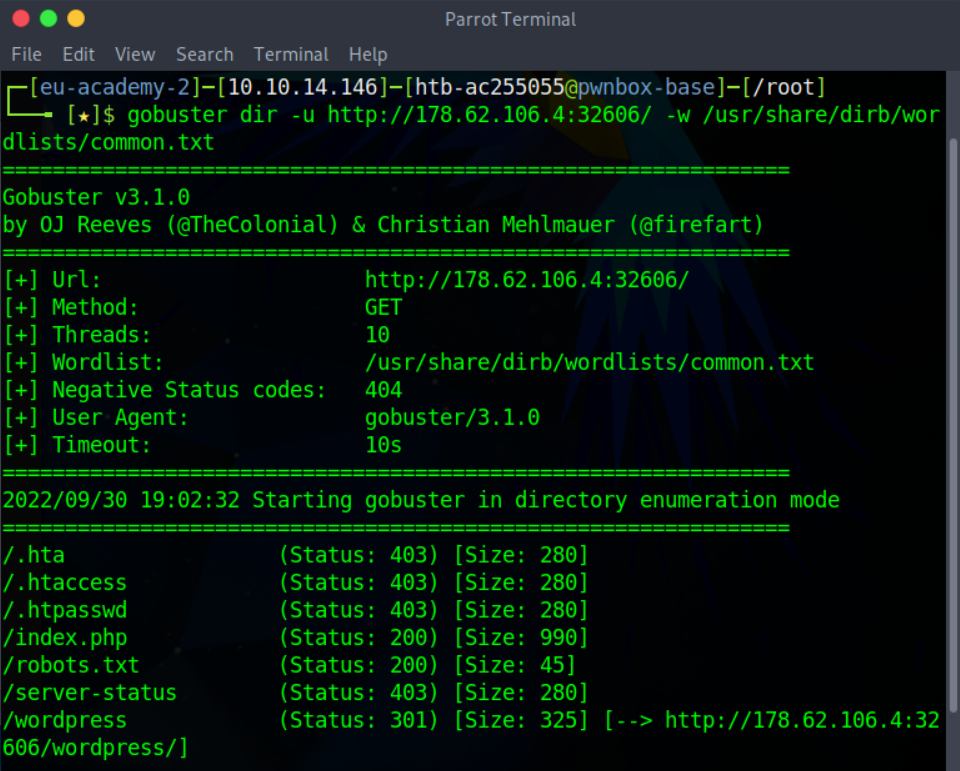 Parrot Terminal
File Edit View Search Terminal Help
┌─[eu-academy-2]─[10.10.14.146]─[htb-ac255055@pwnbox-base]─[/root]
└──╼ [★]$ gobuster dir -u http://178.62.106.4:32606/ -w /usr/share/dirb/wor
dlists/common.txt
===============================================================
Gobuster v3.1.0
by OJ Reeves (@TheColonial) & Christian Mehlmauer (@firefart)
===============================================================
[+] Url:                     http://178.62.106.4:32606/
[+] Method:                  GET
[+] Threads:                 10
[+] Wordlist:                /usr/share/dirb/wordlists/common.txt
[+] Negative Status codes:   404
[+] User Agent:              gobuster/3.1.0
[+] Timeout:                 10s
===============================================================
2022/09/30 19:02:32 Starting gobuster in directory enumeration mode
===============================================================
/.hta                 (Status: 403) [Size: 280]
/.htaccess            (Status: 403) [Size: 280]
/.htpasswd            (Status: 403) [Size: 280]
/index.php            (Status: 200) [Size: 990]
/robots.txt           (Status: 200) [Size: 45]
/server-status        (Status: 403) [Size: 280]
/wordpress            (Status: 301) [Size: 325] [--> http://178.62.106.4:32
606/wordpress/]